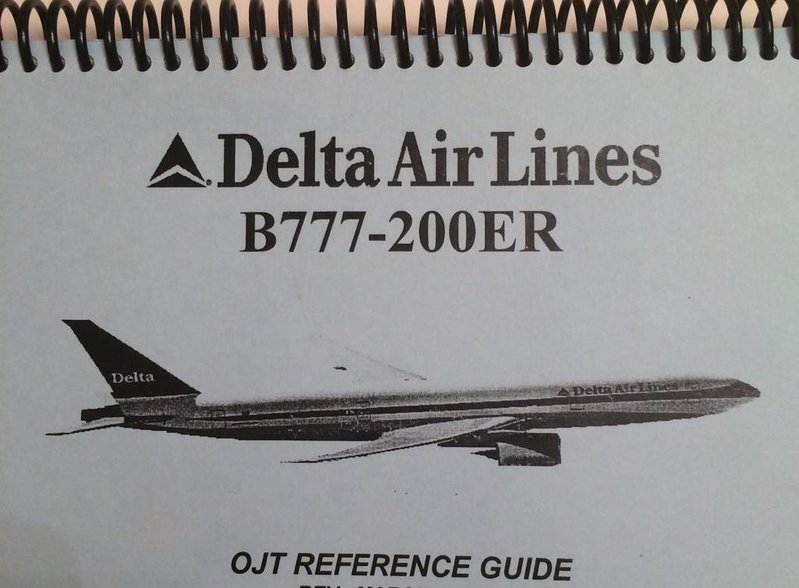 Delta Air Lines
B777-200ER
Delta
Delta Air Lines
OJT REFERENCE GUIDE